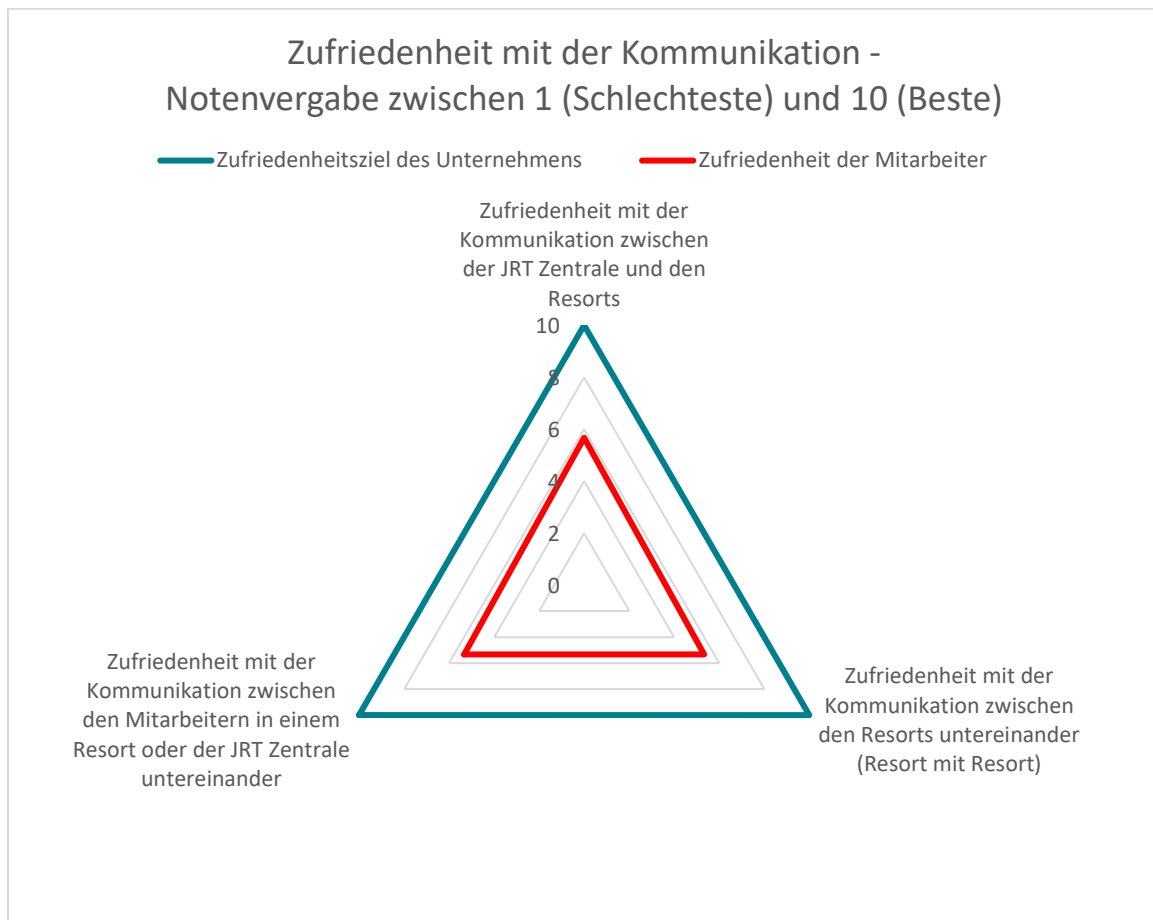 Zufriedenheit mit der Kommunikation -
Notenvergabe zwischen 1 (Schlechteste) und 10 (Beste)
Zufriedenheitsziel des Unternehmens
Zufriedenheit der Mitarbeiter
Zufriedenheit mit der
Kommunikation zwischen
der JRT Zentrale und den
Resorts
10
8
6
4
2
0
Zufriedenheit mit der
Kommunikation zwischen
den Mitarbeitern in einem
Resort oder der JRT Zentrale
untereinander
Zufriedenheit mit der
Kommunikation zwischen
den Resorts untereinander
(Resort mit Resort)